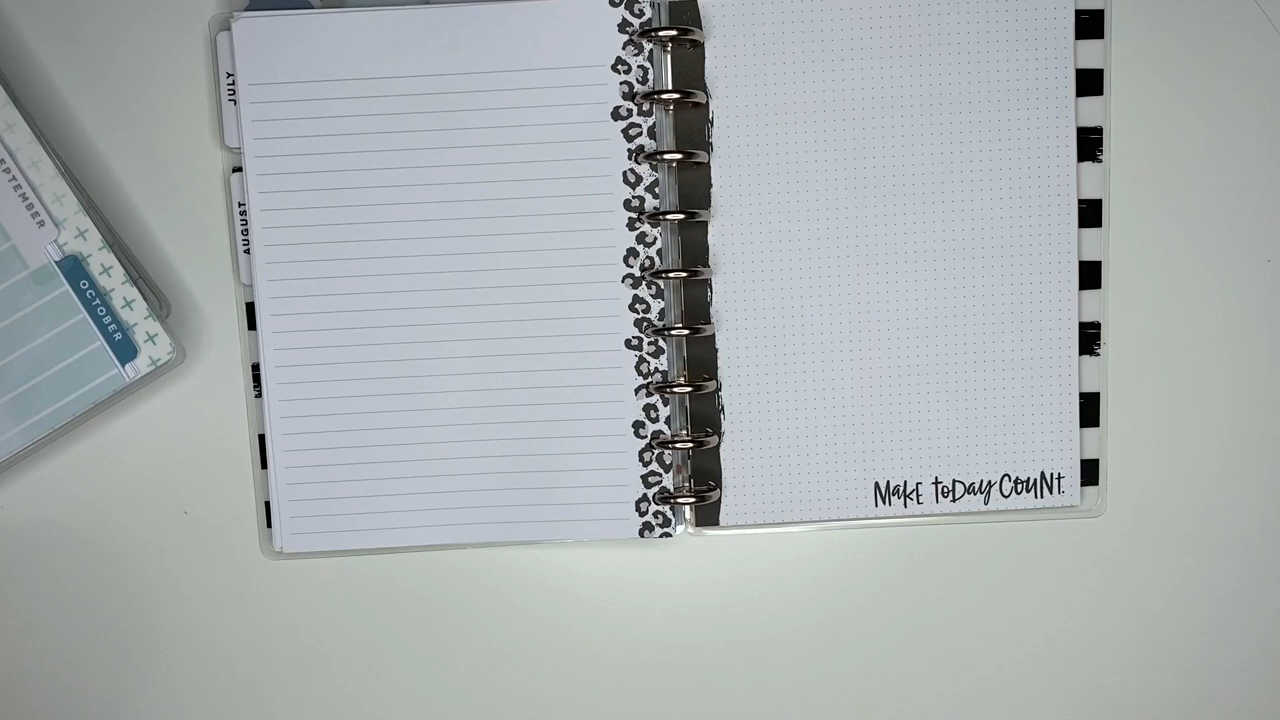 JULY
AUGUST
SEPTEMBER
OCTOBER
MAKE TODAY COUNT.